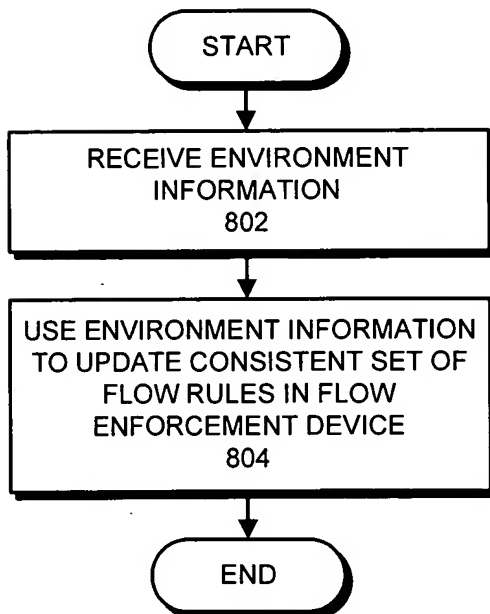 START
RECEIVE ENVIRONMENT
INFORMATION
802
USE ENVIRONMENT INFORMATION
TO UPDATE CONSISTENT SET OF
FLOW RULES IN FLOW
ENFORCEMENT DEVICE
804
END